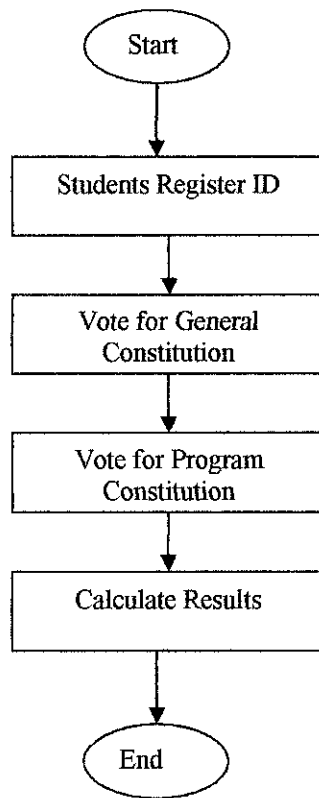 Start
Students Register ID
Vote for General
Constitution
Vote for Program
Constitution
Calculate Results
End